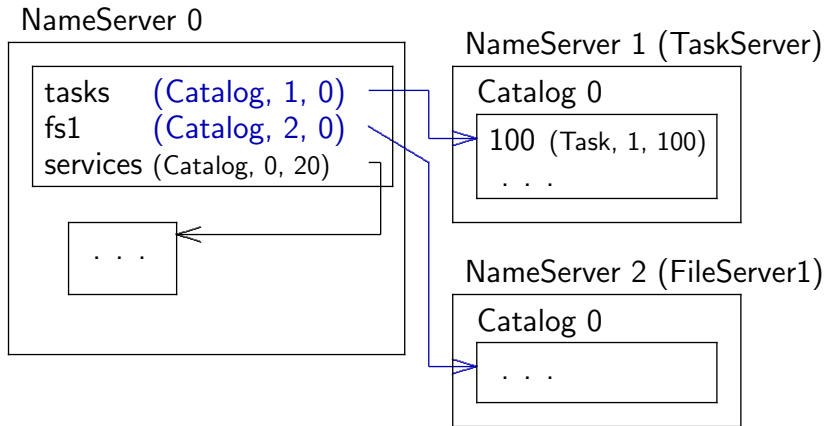 NameServer 0
tasks (Catalog, 1, 0)
fs1 (Catalog, 2, 0)
services (Catalog, 0, 20)
. . .
NameServer 1 (TaskServer)
Catalog 0
100 (Task, 1, 100)
. . .
NameServer 2 (FileServer1)
Catalog 0
. . .